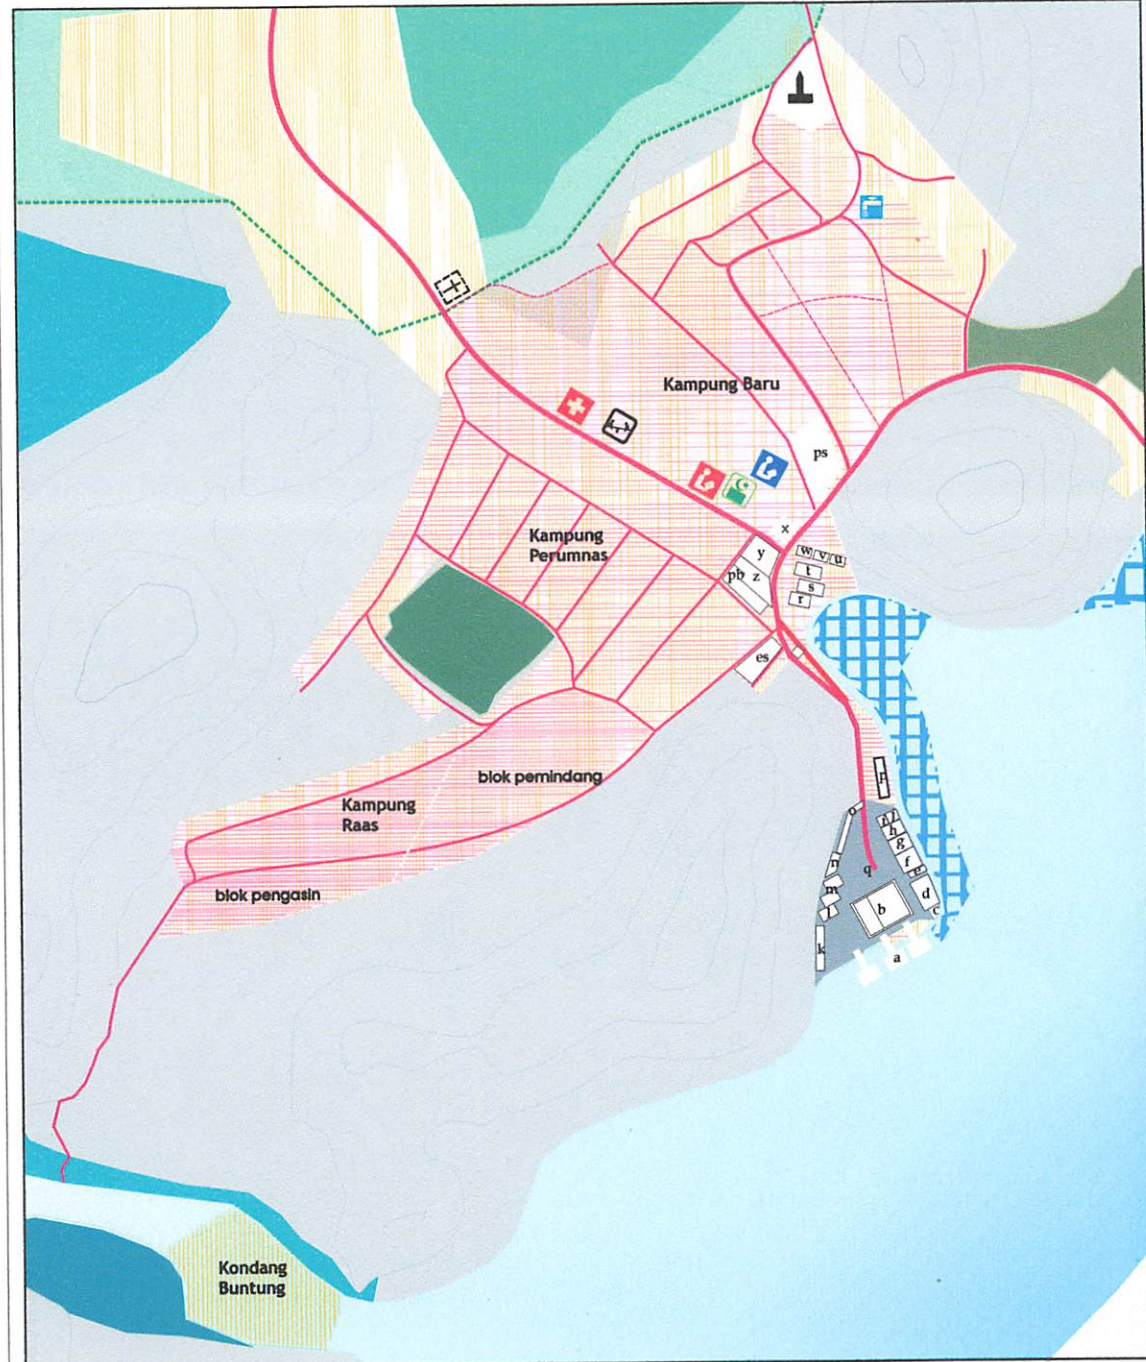 Kampung Baru
ps
x
w v u
y
Kampung
Perumnas
t
pb z
s
r
es
blok pemindang
p
Kampung
Raas
o
j
i
h
g
n
f
q
e
m
d
blok pengasin
b
c
l
k
a
Kondang
Buntung